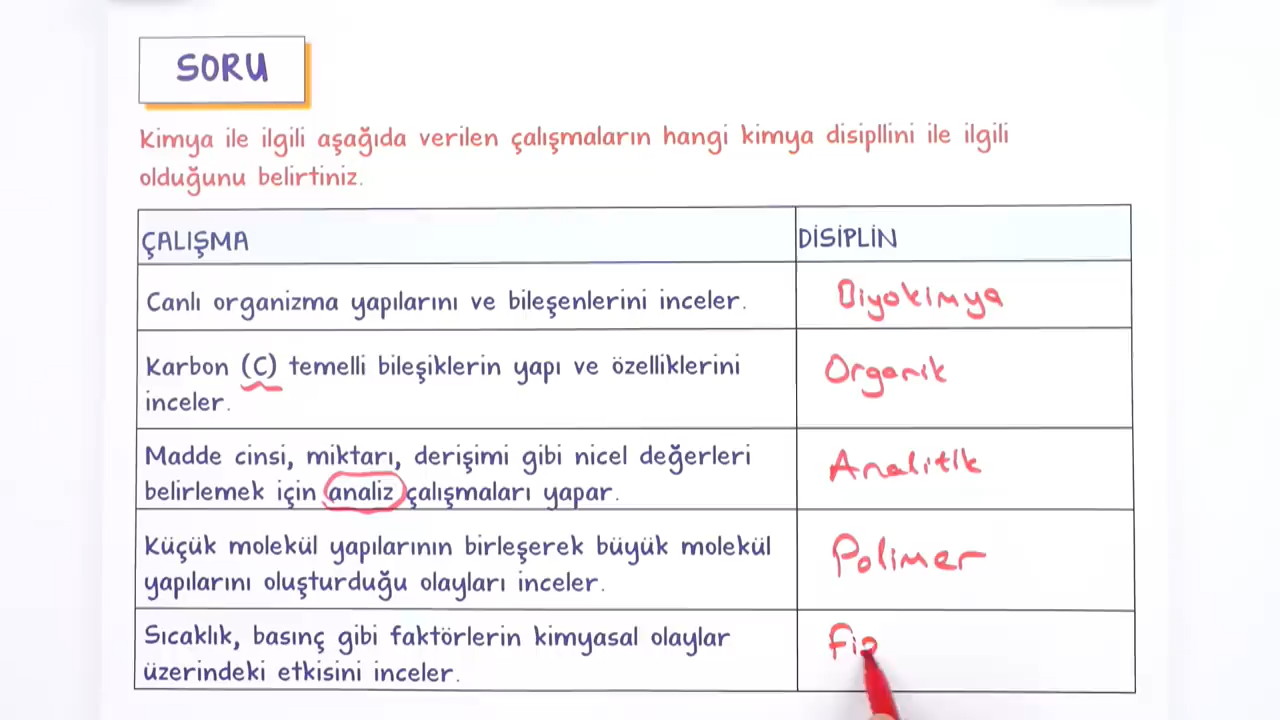 SORU
Kimya ile ilgili aşağıda verilen çalışmaların hangi kimya disipllini ile ilgili
olduğunu belirtiniz.
ÇALIŞMA
DİSİPLİN
Canlı organizma yapılarını ve bileşenlerini inceler.
Biyokimya
Karbon (C) temelli bileşiklerin yapı ve özelliklerini
inceler.
Organik
Madde cinsi, miktarı, derişimi gibi nicel değerleri
belirlemek için analiz çalışmaları yapar.
Analitik
Küçük molekül yapılarının birleşerek büyük molekül
yapılarını oluşturduğu olayları inceler.
Polimer
Sıcaklık, basınç gibi faktörlerin kimyasal olaylar
üzerindeki etkisini inceler.